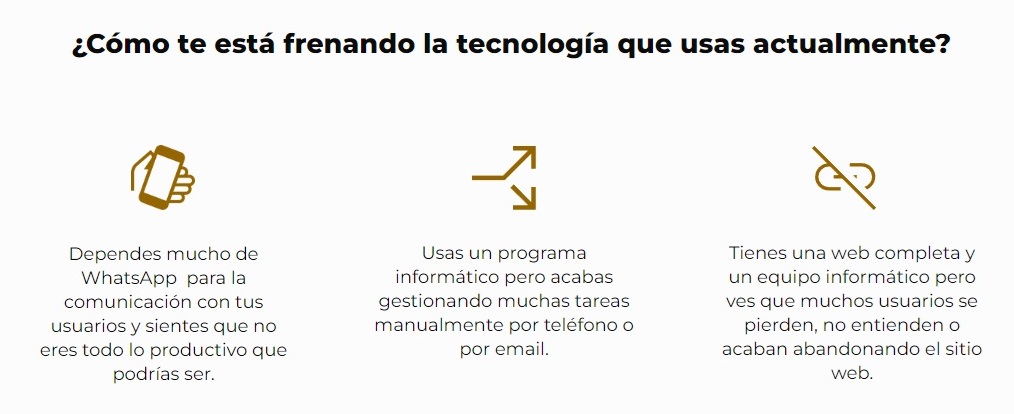 ¿Cómo te está frenando la tecnología que usas actualmente?
Dependes mucho de
WhatsApp  para la
comunicación con tus
usuarios y sientes que no
eres todo lo productivo que
podrías ser.
Usas un programa
informático pero acabas
gestionando muchas tareas
manualmente por teléfono o
por email.
Tienes una web completa y
un equipo informático pero
ves que muchos usuarios se
pierden, no entienden o
acaban abandonando el sitio
web.